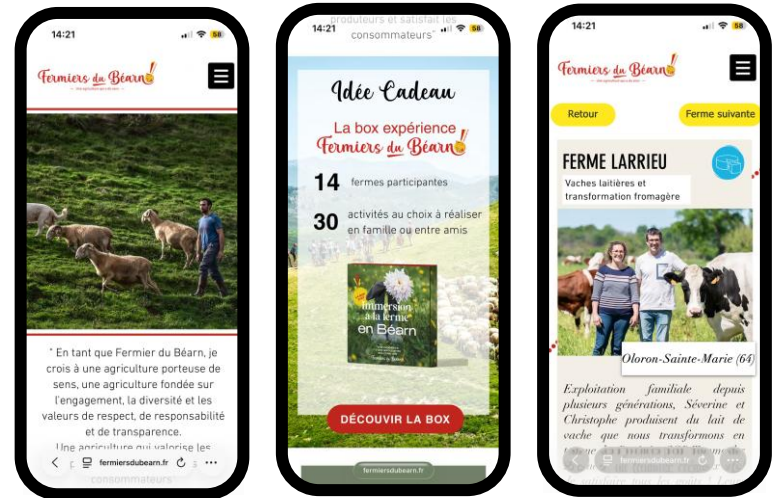 14:21
58
Fermiers du Béarn
" En tant que Fermier du Béarn, je
crois à une agriculture porteuse de
sens, une agriculture fondée sur
l'engagement, la diversité et les
valeurs de respect, de responsabilité
et de transparence.
Une agriculture qui valorise les
fermiersdubearn.fr
consommateurs"
produteurs et satisfait les
14:21
consommateurs"
58
Idée Cadeau
La box expérience
Fermiers du Béarn
14 fermes participantes
30 activités au choix à réaliser
en famille ou entre amis
Immersion
à la ferme
en Béarn
DÉCOUVIR LA BOX
fermiersdubearn.fr
14:21
58
Fermiers du Béarn
Retour
Ferme suivante
FERME LARRIEU
Vaches laitières et
transformation fromagère
Oloron-Sainte-Marie (64)
Exploitation familiale depuis
plusieurs générations, Séverine et
Christophe produisent du lait de
vache que nous transformons en
fermiersdubearn.fr